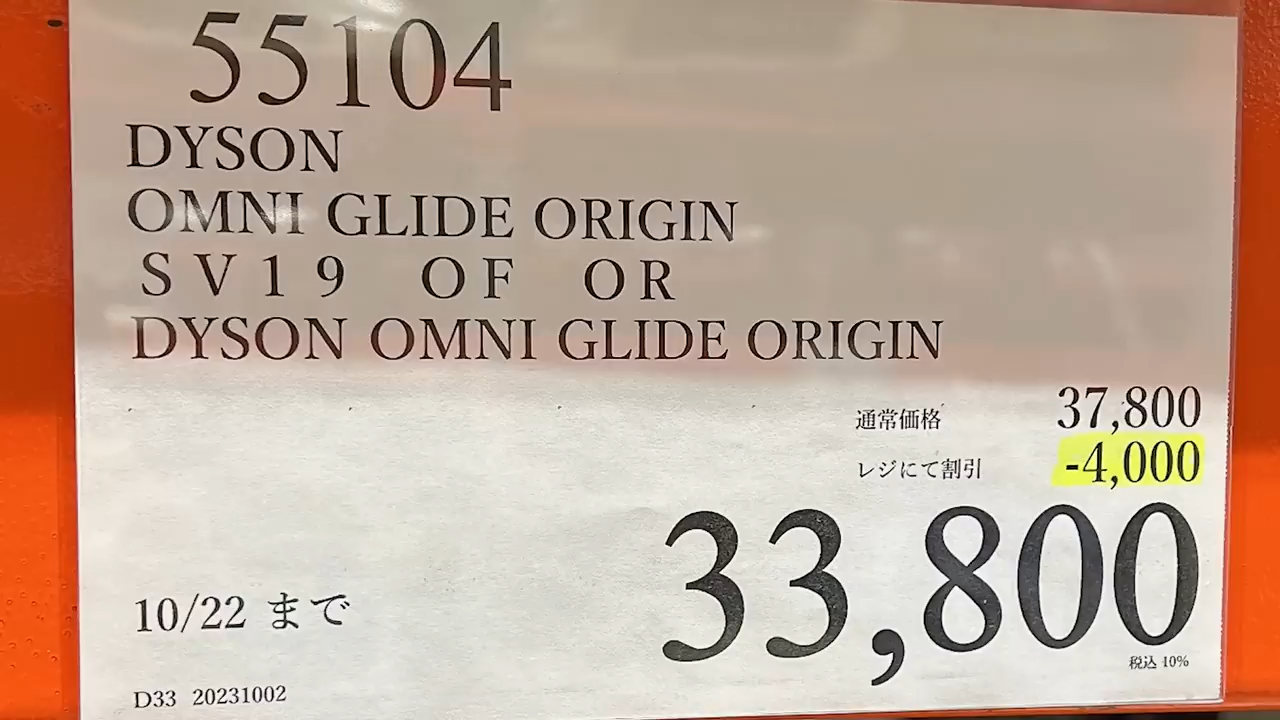 55104
DYSON
OMNI GLIDE ORIGIN
ＳＶ１９　ＯＦ　ＯＲ
DYSON OMNI GLIDE ORIGIN
通常価格 37,800
レジにて割引 -4,000
33,800
税込 10%
10/22 まで
D33 20231002